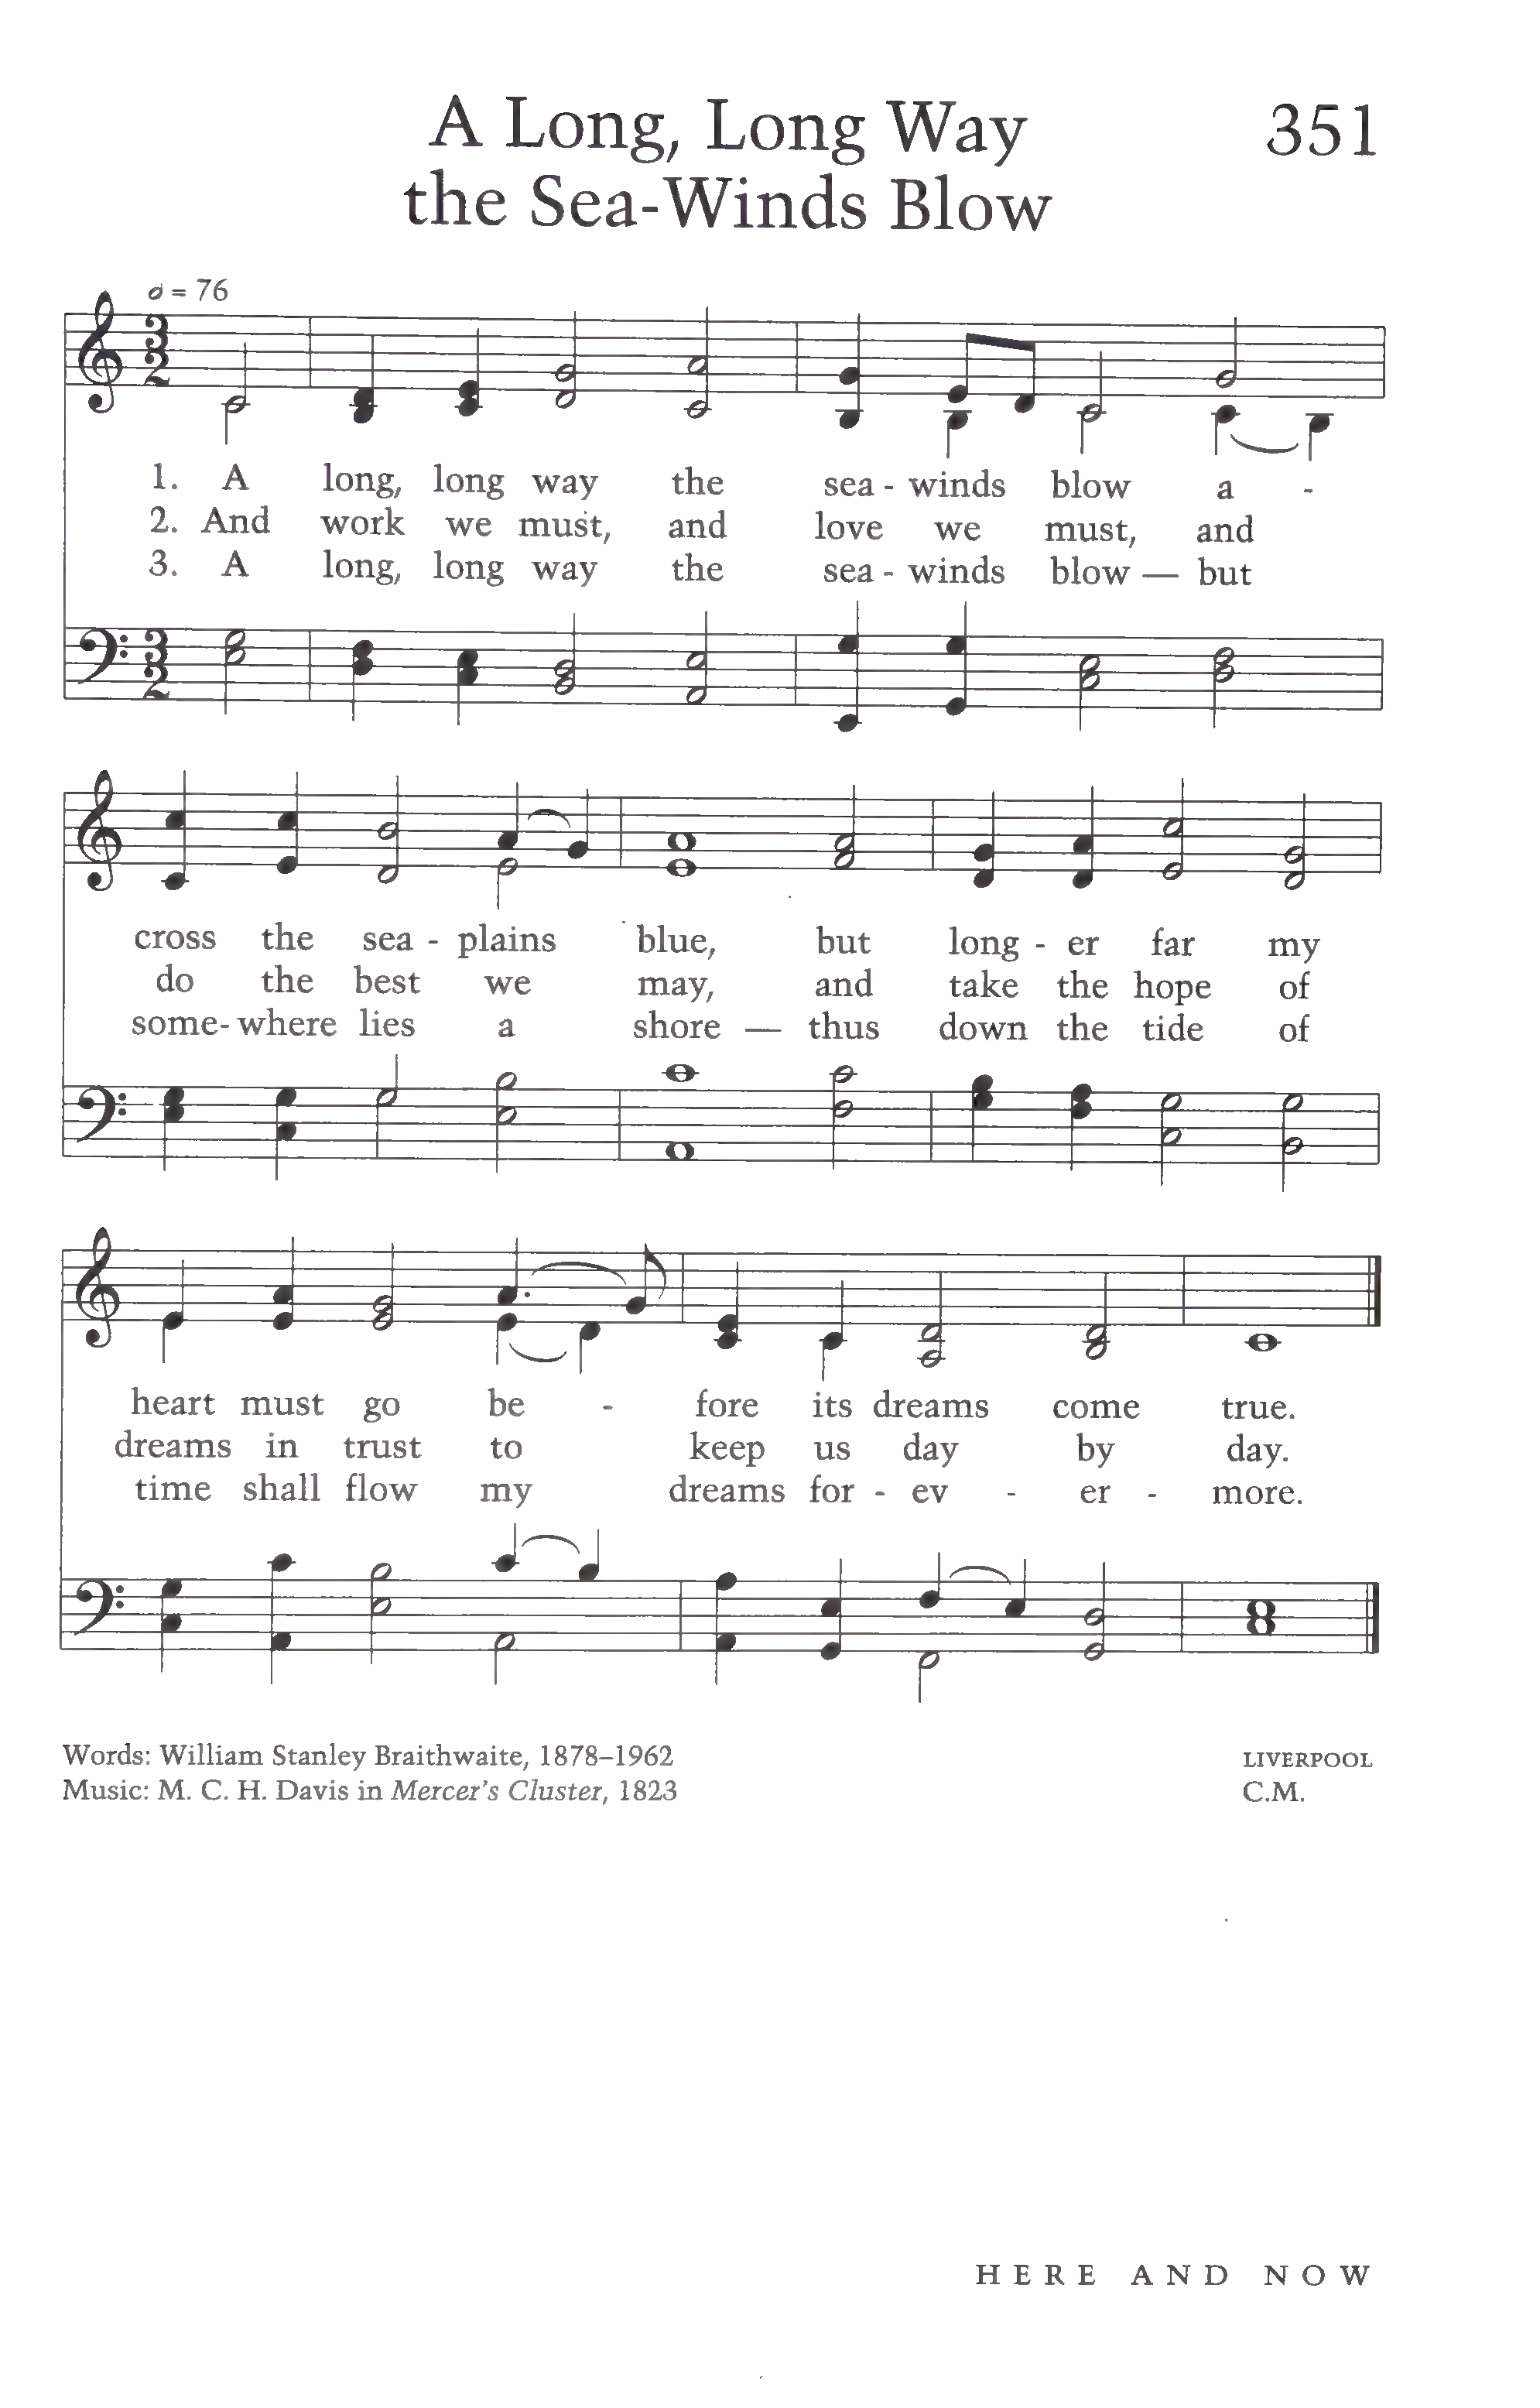 A Long, Long Way 351
the Sea-Winds Blow
= 76
1. A long, long way the sea - winds blow a -
2. And work we must, and love we must, and
3. A long, long way the sea - winds blow — but
cross the sea - plains blue, but long - er far my
do the best we may, and take the hope of
some - where lies a shore — thus down the tide of
heart must go be - fore its dreams come true.
dreams in trust to keep us day by day.
time shall flow my dreams for - ev - er - more.
Words: William Stanley Braithwaite, 1878–1962 LIVERPOOL
Music: M. C. H. Davis in Mercer's Cluster, 1823 C.M.
HERE AND NOW